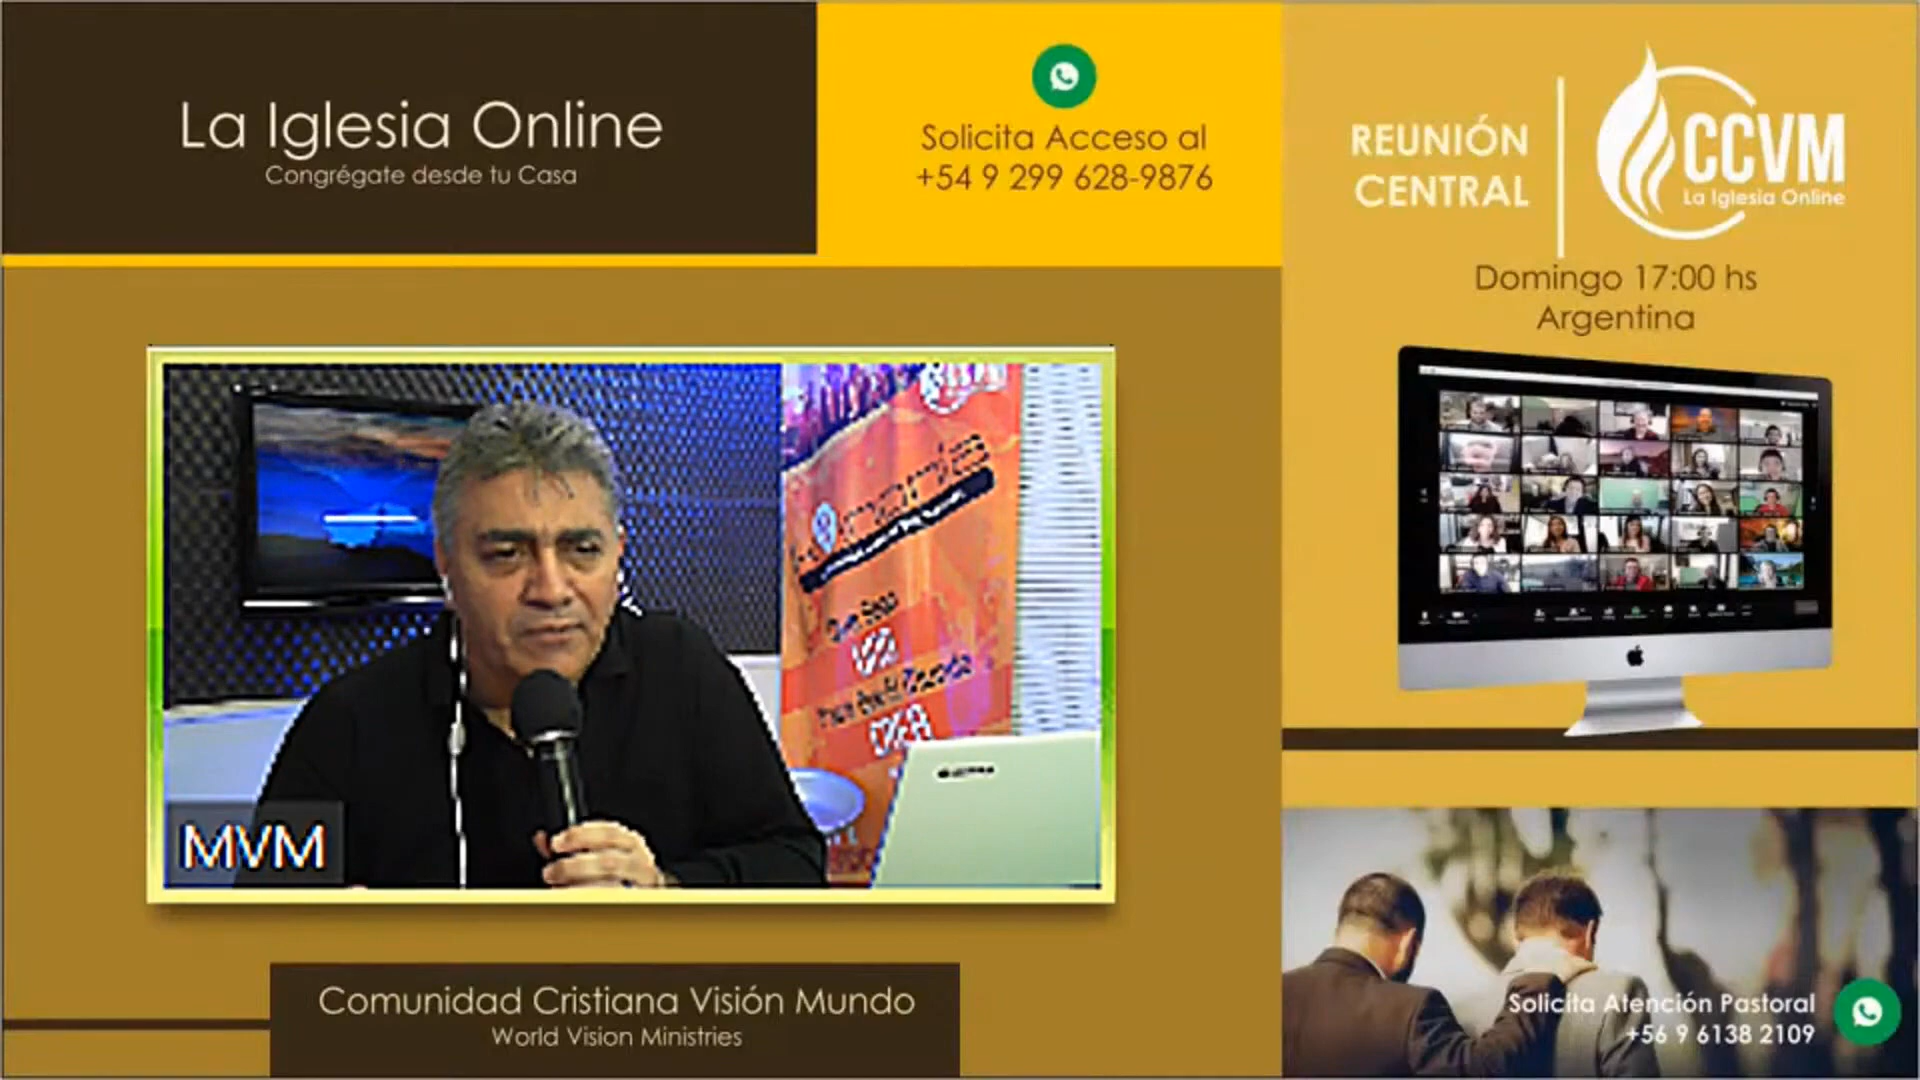 La Iglesia Online
Congrégate desde tu Casa
Solicita Acceso al
+54 9 299 628-9876
REUNIÓN
CENTRAL
CCVM
La Iglesia Online
Domingo 17:00 hs
Argentina
MVM
Comunidad Cristiana Visión Mundo
World Vision Ministries
Solicita Atención Pastoral
+56 9 6138 2109